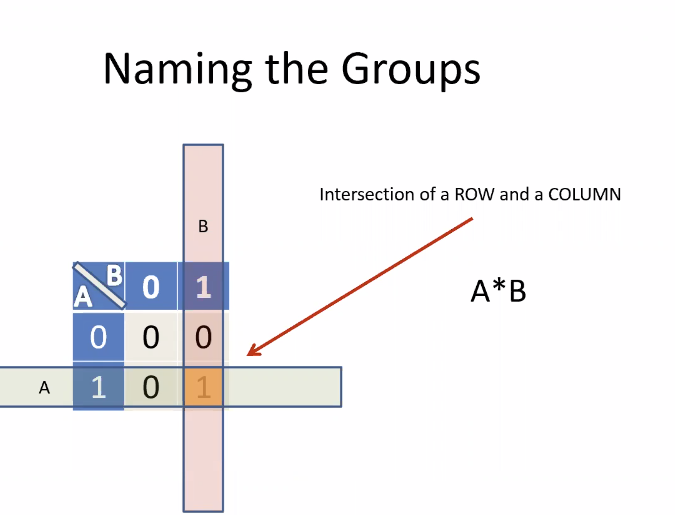 Naming the Groups
Intersection of a ROW and a COLUMN
B
A*B
A B 0 1
0 0 0
A 1 0 1